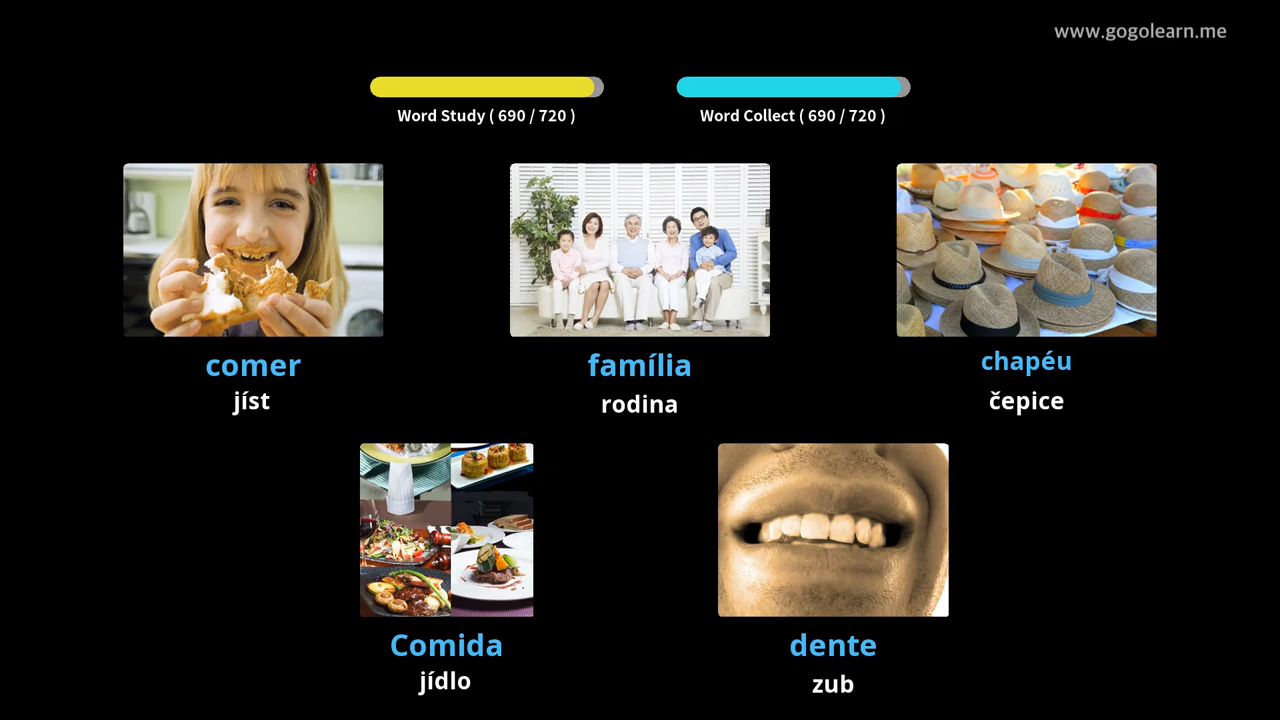 www.gogolearn.me
Word Study ( 690 / 720 )
Word Collect ( 690 / 720 )
comer
família
chapéu
jíst
rodina
čepice
Comida
dente
jídlo
zub